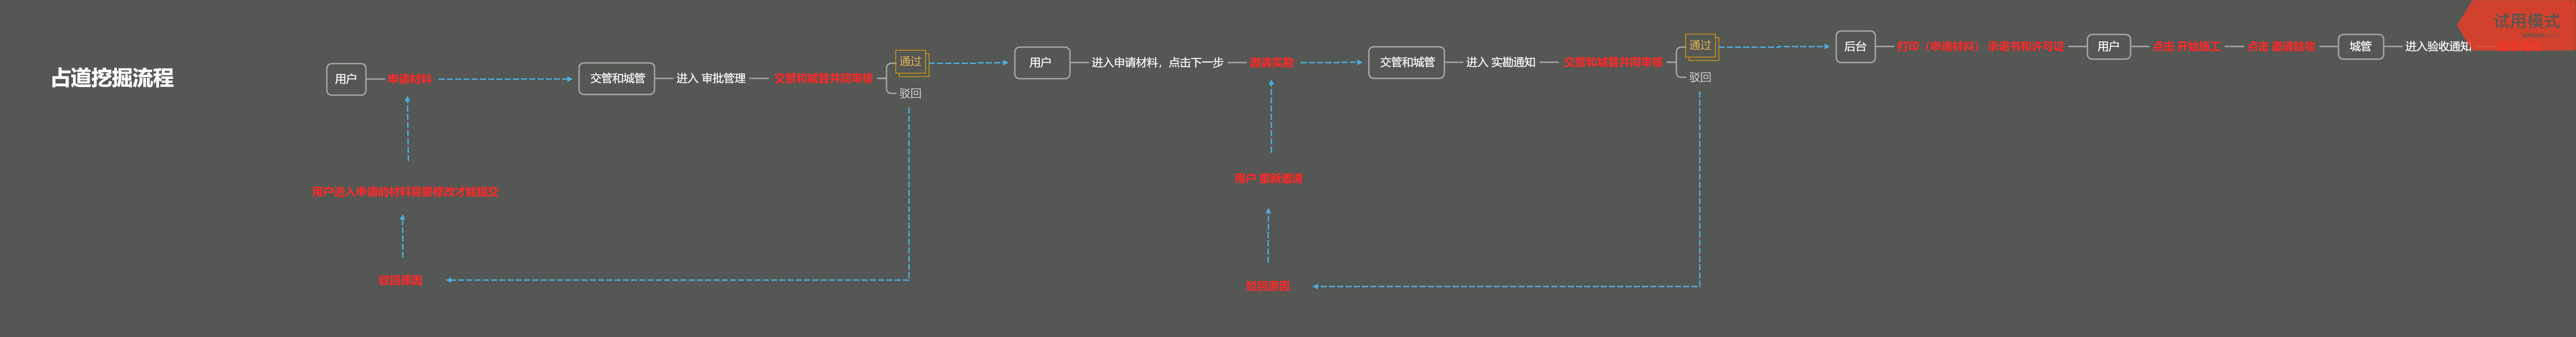 占道挖掘流程
用户
申请材料
交管和城管
进入 审批管理
交管和城管共同审核
通过
驳回
用户
进入申请材料，点击下一步
邀请实勘
交管和城管
进入 实勘通知
交管和城管共同审核
通过
驳回
后台
打印（申请材料） 承诺书和许可证
用户
点击 开始施工
点击 邀请验收
城管
进入验收通知
试用模式
用户进入申请的材料需要修改才能提交
驳回原因
用户 重新邀请
驳回原因